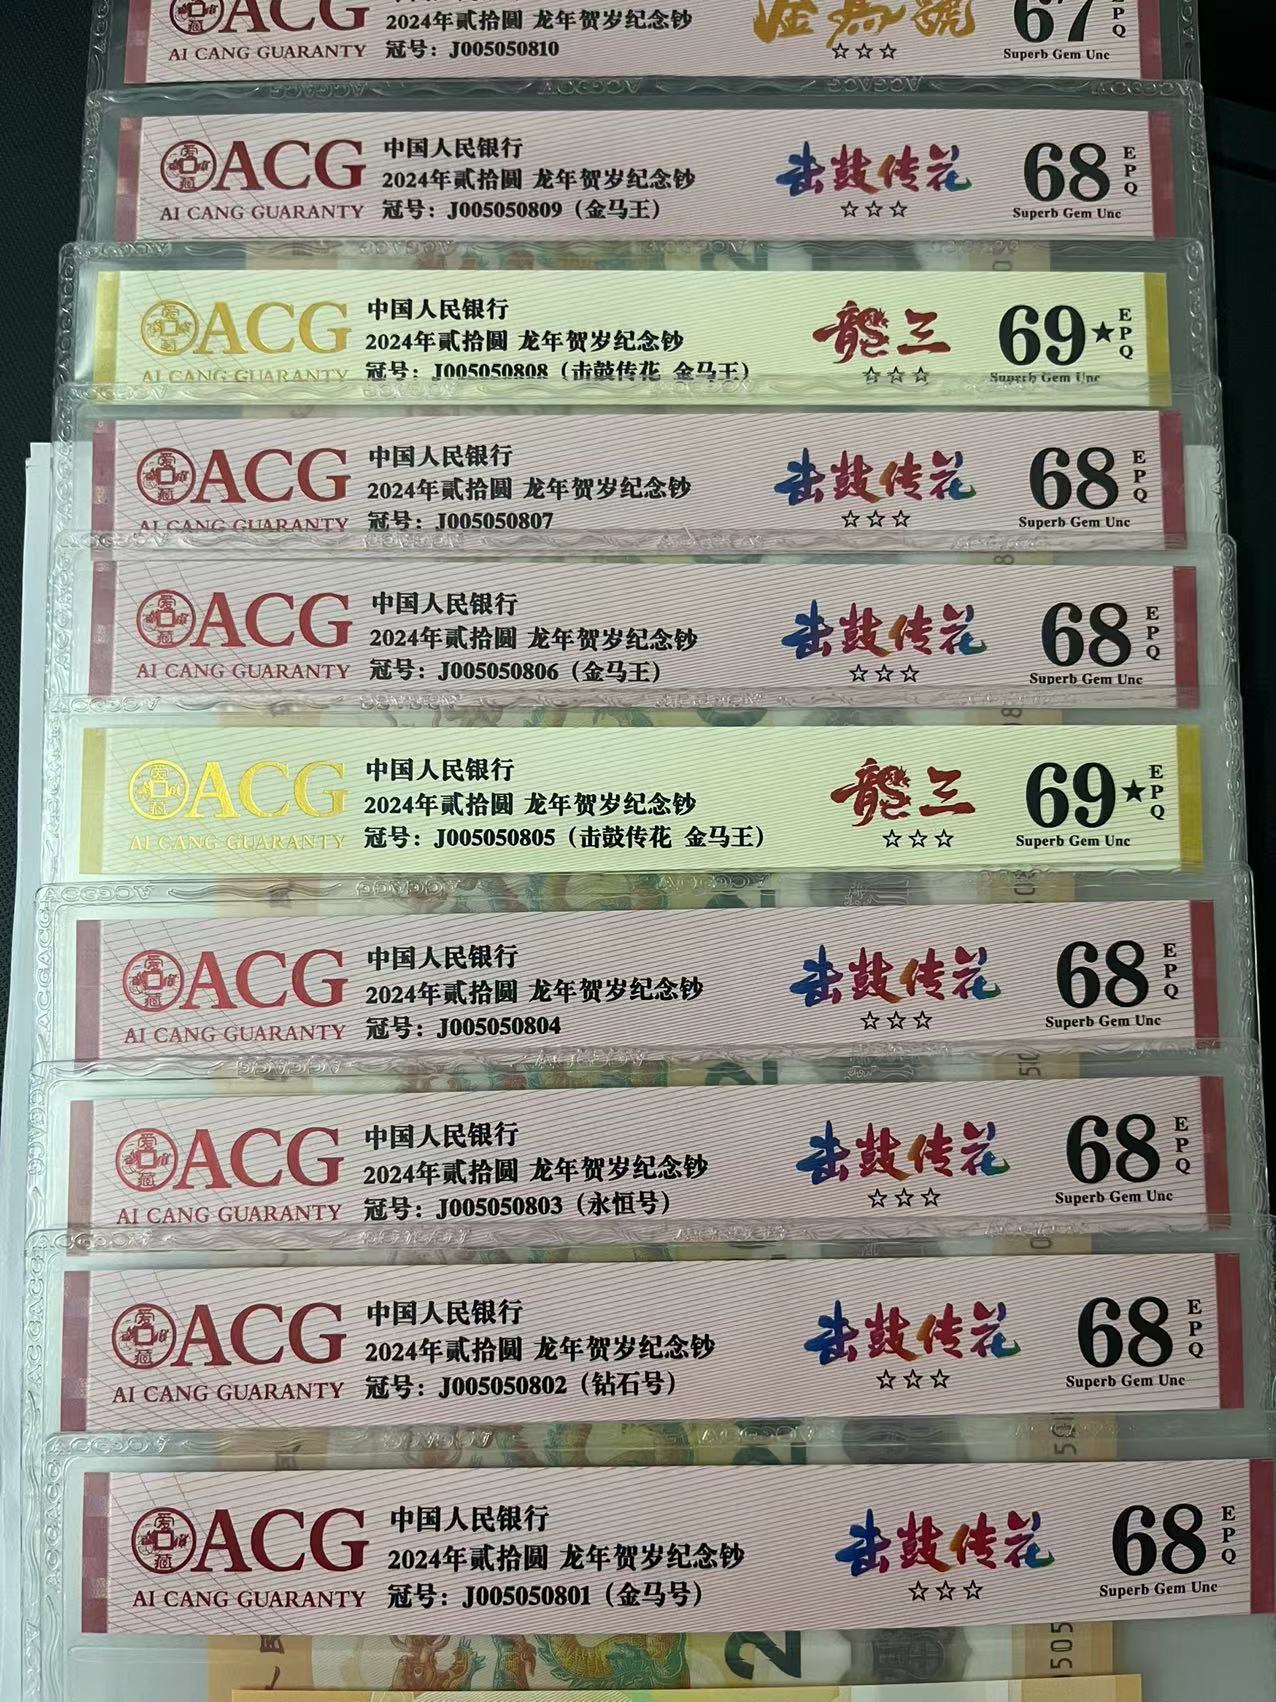 ACG
AI CANG GUARANTY
2024年贰拾圆 龙年贺岁纪念钞
冠号：J005050810
金马號
☆☆☆
67
EPQ
Superb Gem Unc
ACG
AI CANG GUARANTY
中国人民银行
2024年贰拾圆 龙年贺岁纪念钞
冠号：J005050809（金马王）
击鼓传花
☆☆☆
68
EPQ
Superb Gem Unc
ACG
AI CANG GUARANTY
中国人民银行
2024年贰拾圆 龙年贺岁纪念钞
冠号：J005050808（击鼓传花 金马王）
龍三
☆☆☆
69★
EPQ
Superb Gem Unc
ACG
AI CANG GUARANTY
中国人民银行
2024年贰拾圆 龙年贺岁纪念钞
冠号：J005050807
击鼓传花
☆☆☆
68
EPQ
Superb Gem Unc
ACG
AI CANG GUARANTY
中国人民银行
2024年贰拾圆 龙年贺岁纪念钞
冠号：J005050806（金马王）
击鼓传花
☆☆☆
68
EPQ
Superb Gem Unc
ACG
AI CANG GUARANTY
中国人民银行
2024年贰拾圆 龙年贺岁纪念钞
冠号：J005050805（击鼓传花 金马王）
龍三
☆☆☆
69★
EPQ
Superb Gem Unc
ACG
AI CANG GUARANTY
中国人民银行
2024年贰拾圆 龙年贺岁纪念钞
冠号：J005050804
击鼓传花
☆☆☆
68
EPQ
Superb Gem Unc
ACG
AI CANG GUARANTY
中国人民银行
2024年贰拾圆 龙年贺岁纪念钞
冠号：J005050803（永恒号）
击鼓传花
☆☆☆
68
EPQ
Superb Gem Unc
ACG
AI CANG GUARANTY
中国人民银行
2024年贰拾圆 龙年贺岁纪念钞
冠号：J005050802（钻石号）
击鼓传花
☆☆☆
68
EPQ
Superb Gem Unc
ACG
AI CANG GUARANTY
中国人民银行
2024年贰拾圆 龙年贺岁纪念钞
冠号：J005050801（金马号）
击鼓传花
☆☆☆
68
EPQ
Superb Gem Unc